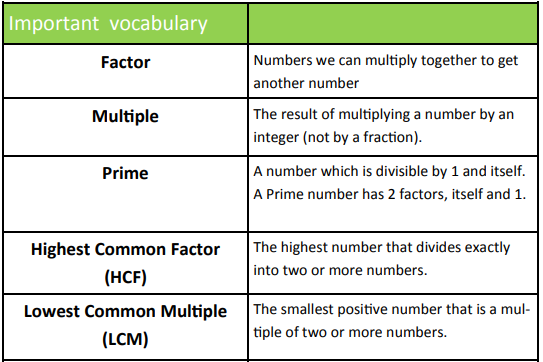 Important vocabulary
Factor
Numbers we can multiply together to get
another number
Multiple
The result of multiplying a number by an
integer (not by a fraction).
Prime
A number which is divisible by 1 and itself.
A Prime number has 2 factors, itself and 1.
Highest Common Factor
(HCF)
The highest number that divides exactly
into two or more numbers.
Lowest Common Multiple
(LCM)
The smallest positive number that is a mul-
tiple of two or more numbers.